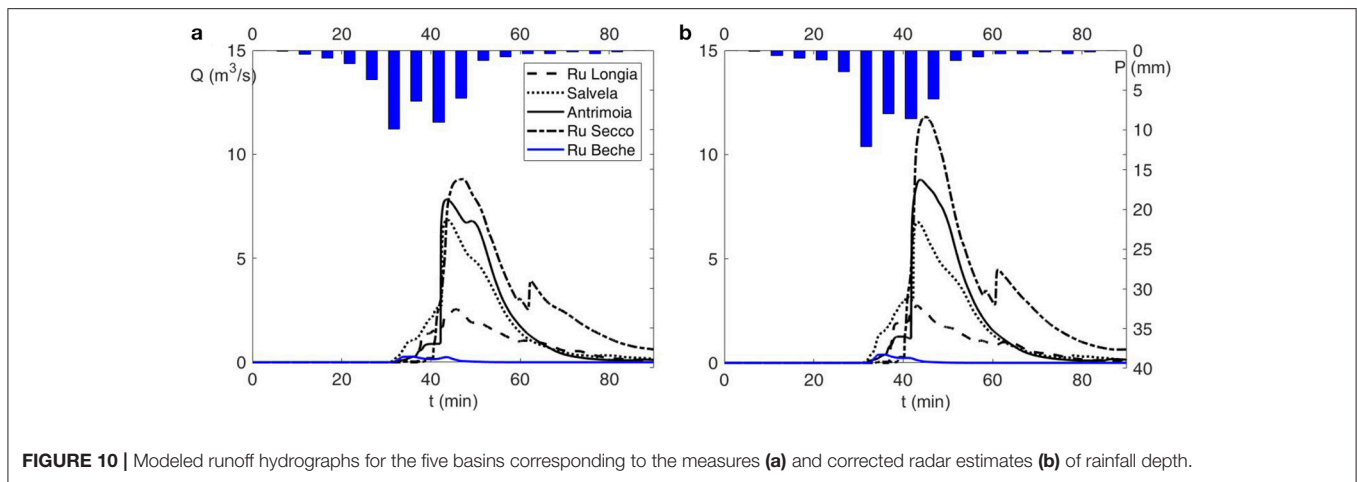 a
0 20 40 60 80
15
Q (m³/s)
10
5
0
0 20 40 60 80
t (min)
Ru Longia
Salvela
Antrimoia
Ru Secco
Ru Beche
b
0 20 40 60 80
15
10
5
0
0 20 40 60 80
t (min)
0
P (mm)
5
10
15
20
25
30
35
40
FIGURE 10 | Modeled runoff hydrographs for the five basins corresponding to the measures (a) and corrected radar estimates (b) of rainfall depth.